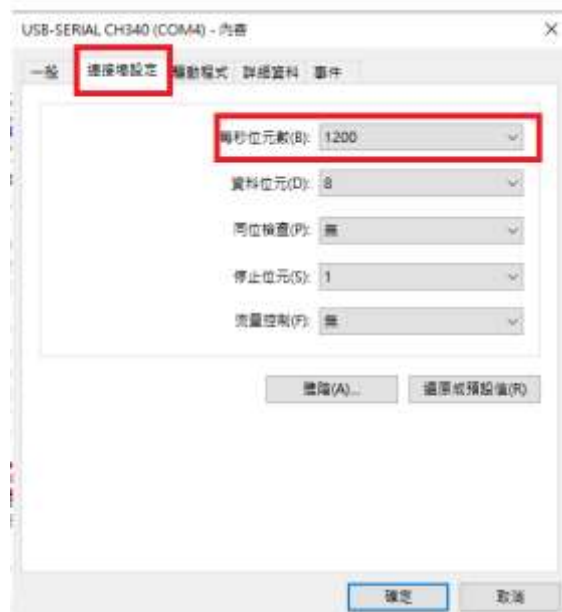 USB-SERIAL CH340 (COM4) - 內容
一般 連接埠設定 驅動程式 詳細資料 事件
每秒位元數(B): 1200
資料位元(D): 8
同位檢查(P): 無
停止位元(S): 1
流量控制(F): 無
進階(A)... 還原成預設值(R)
確定 取消